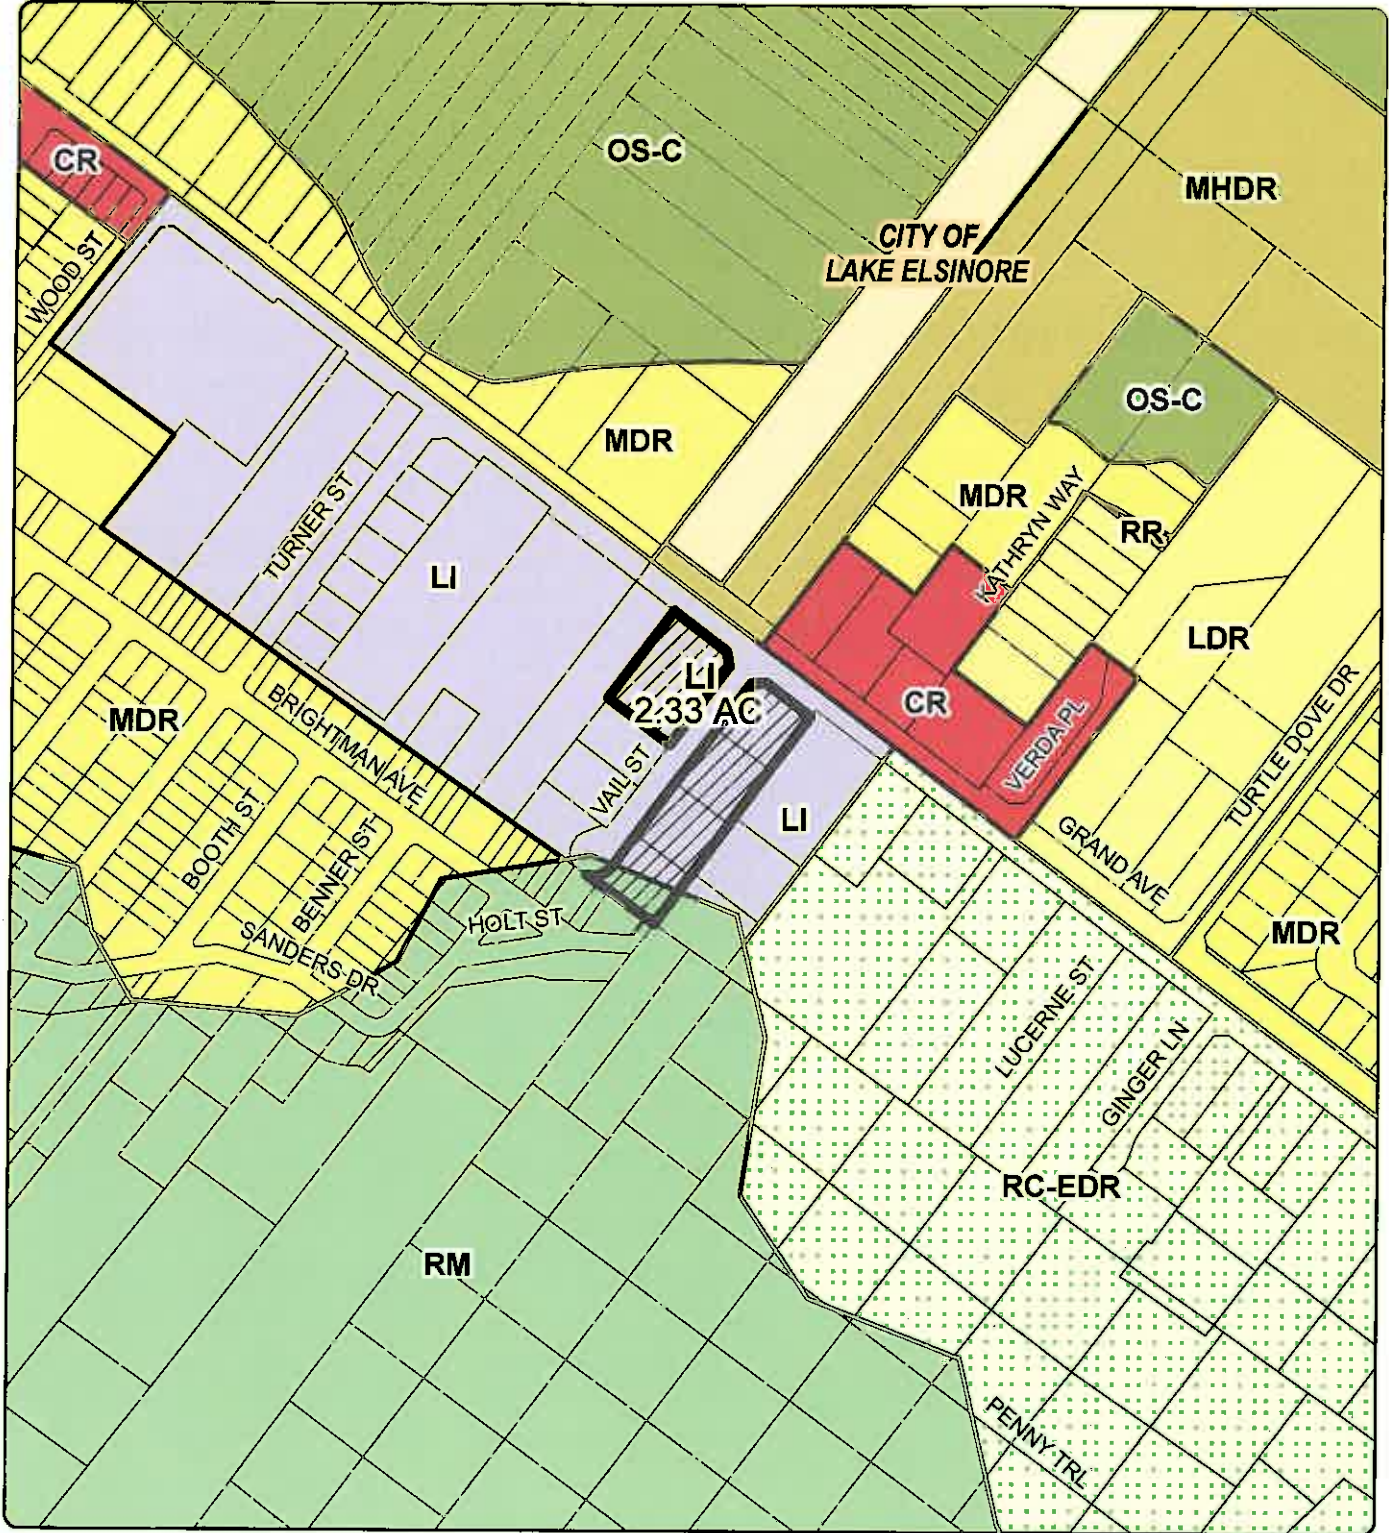 OS-C
CR
MHDR
CITY OF
LAKE ELSINORE
WOOD ST
OS-C
MDR
MDR
KATHRYN WAY
RR
TURNER ST
LI
LDR
LI
2.33 AC
CR
MDR
BRIGHTMAN AVE
VERDA PL
TURTLE DOVE DR
VAIL ST
LI
BOOTH ST
BENNER ST
GRAND AVE
HOLT ST
SANDERS DR
MDR
LUCERNE ST
GINGER LN
RC-EDR
RM
PENNY TRL